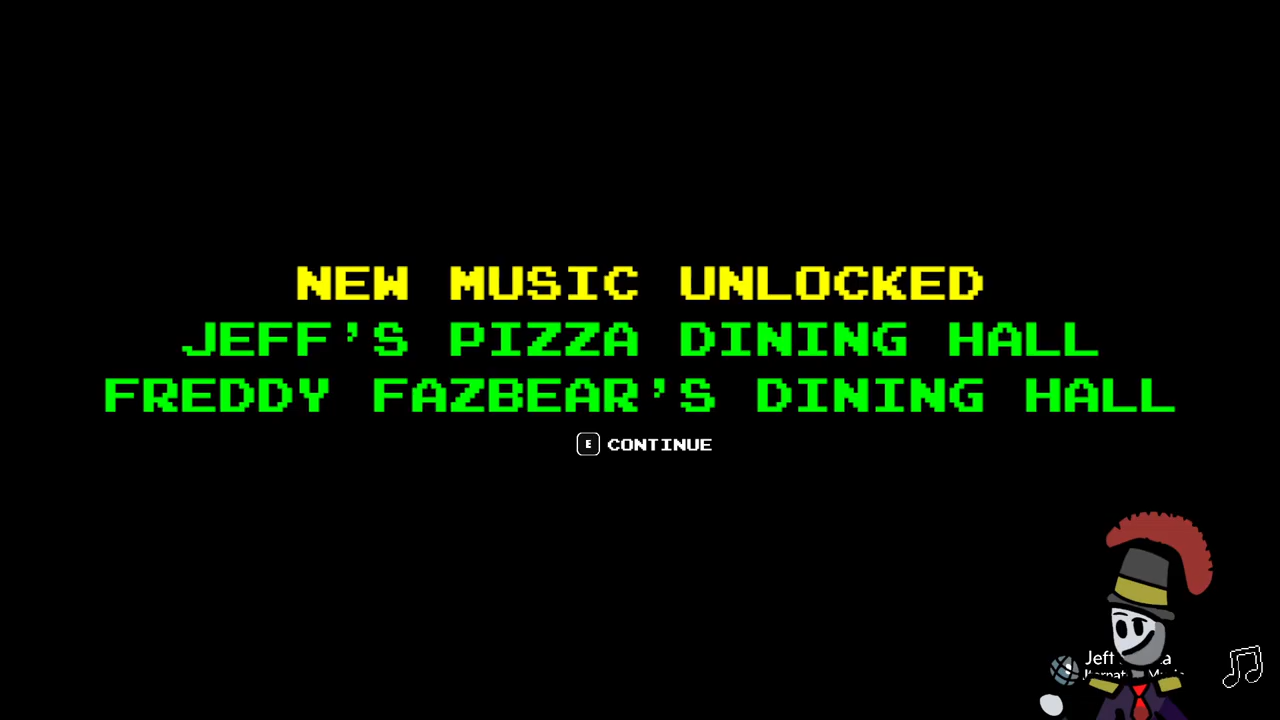 NEW MUSIC UNLOCKED
JEFF'S PIZZA DINING HALL
FREDDY FAZBEAR'S DINING HALL
E CONTINUE
Jeff